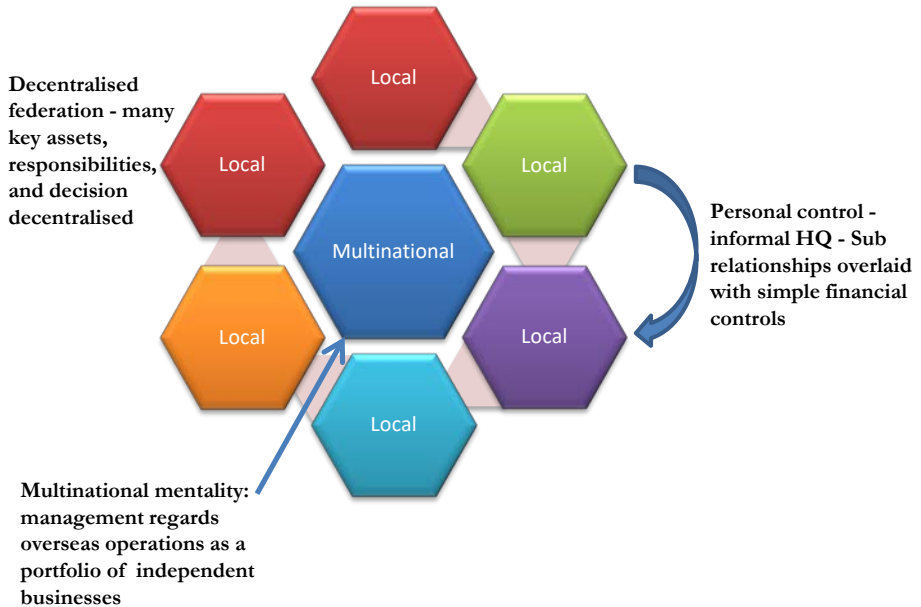 Local
Decentralised
federation - many
key assets,
responsibilities,
and decision
decentralised
Local
Local
Multinational
Personal control -
informal HQ - Sub
relationships overlaid
with simple financial
controls
Local
Local
Local
Multinational mentality:
management regards
overseas operations as a
portfolio of  independent
businesses